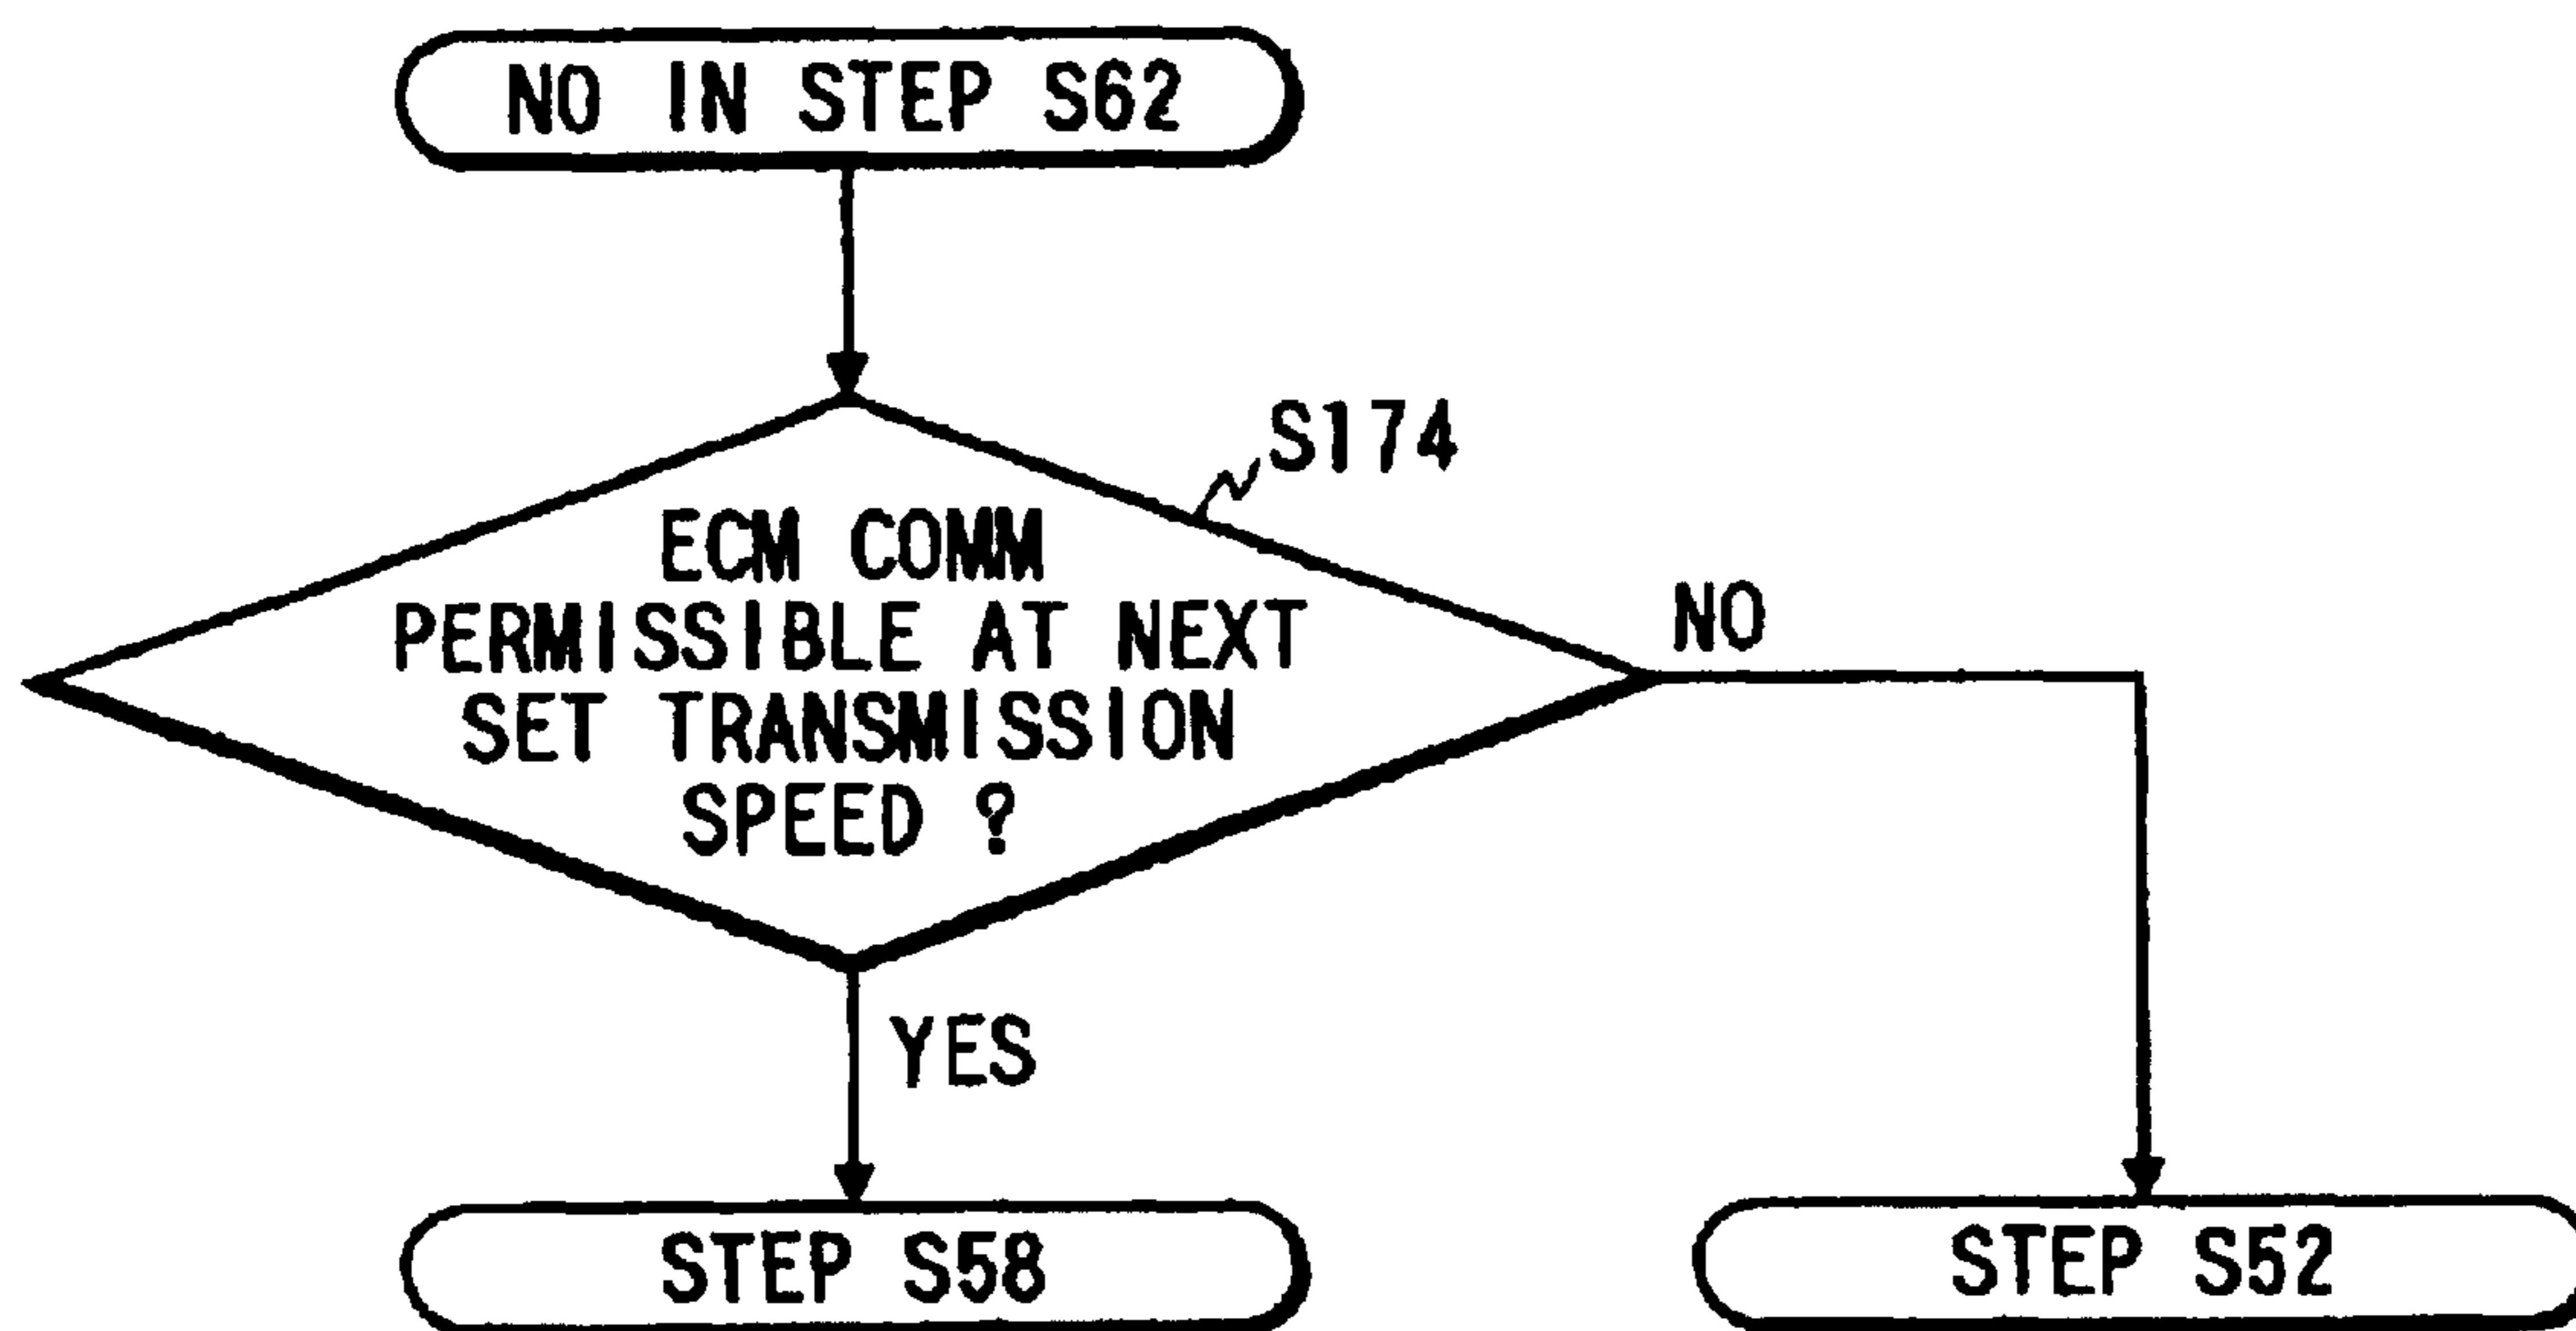 NO IN STEP S62
S174
ECM COMM
PERMISSIBLE AT NEXT
SET TRANSMISSION
SPEED ?
NO
YES
STEP S58
STEP S52